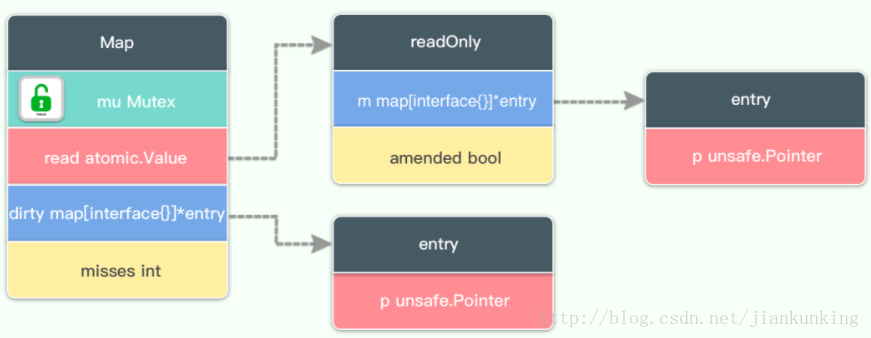 Map
mu Mutex
read atomic.Value
dirty map[interface{}]*entry
misses int
readOnly
m map[interface{}]*entry
amended bool
entry
p unsafe.Pointer
entry
p unsafe.Pointer
http://blog.csdn.net/jiankunking